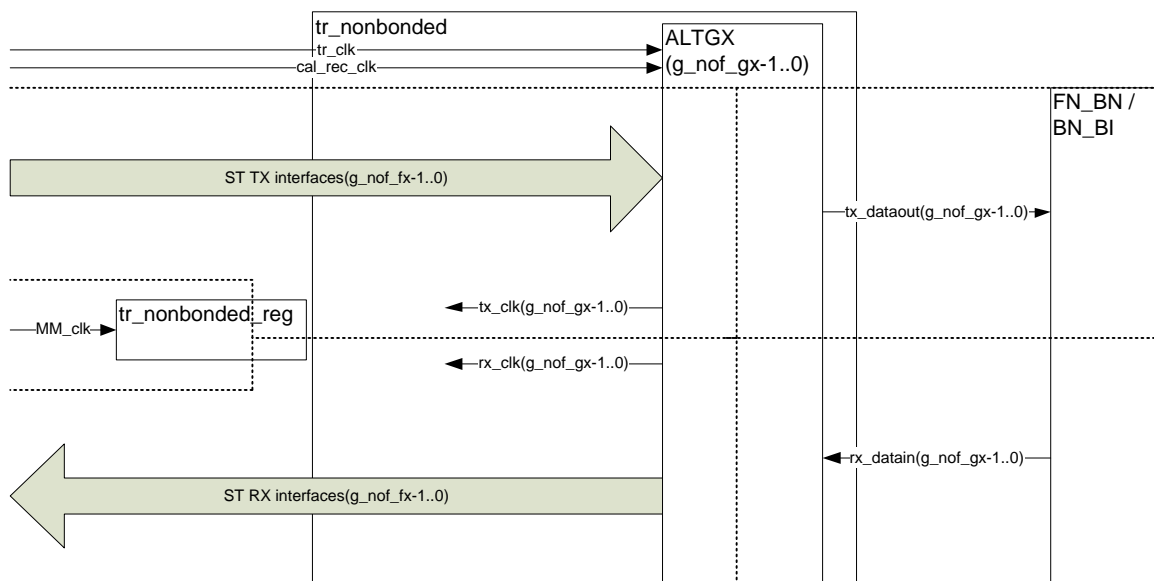 tr_nonbonded
ALTGX
(g_nof_gx-1..0)
tr_clk
cal_rec_clk
FN_BN /
BN_BI
ST TX interfaces(g_nof_fx-1..0)
tx_dataout(g_nof_gx-1..0)
tx_clk(g_nof_gx-1..0)
tr_nonbonded_reg
MM_clk
rx_clk(g_nof_gx-1..0)
rx_datain(g_nof_gx-1..0)
ST RX interfaces(g_nof_fx-1..0)